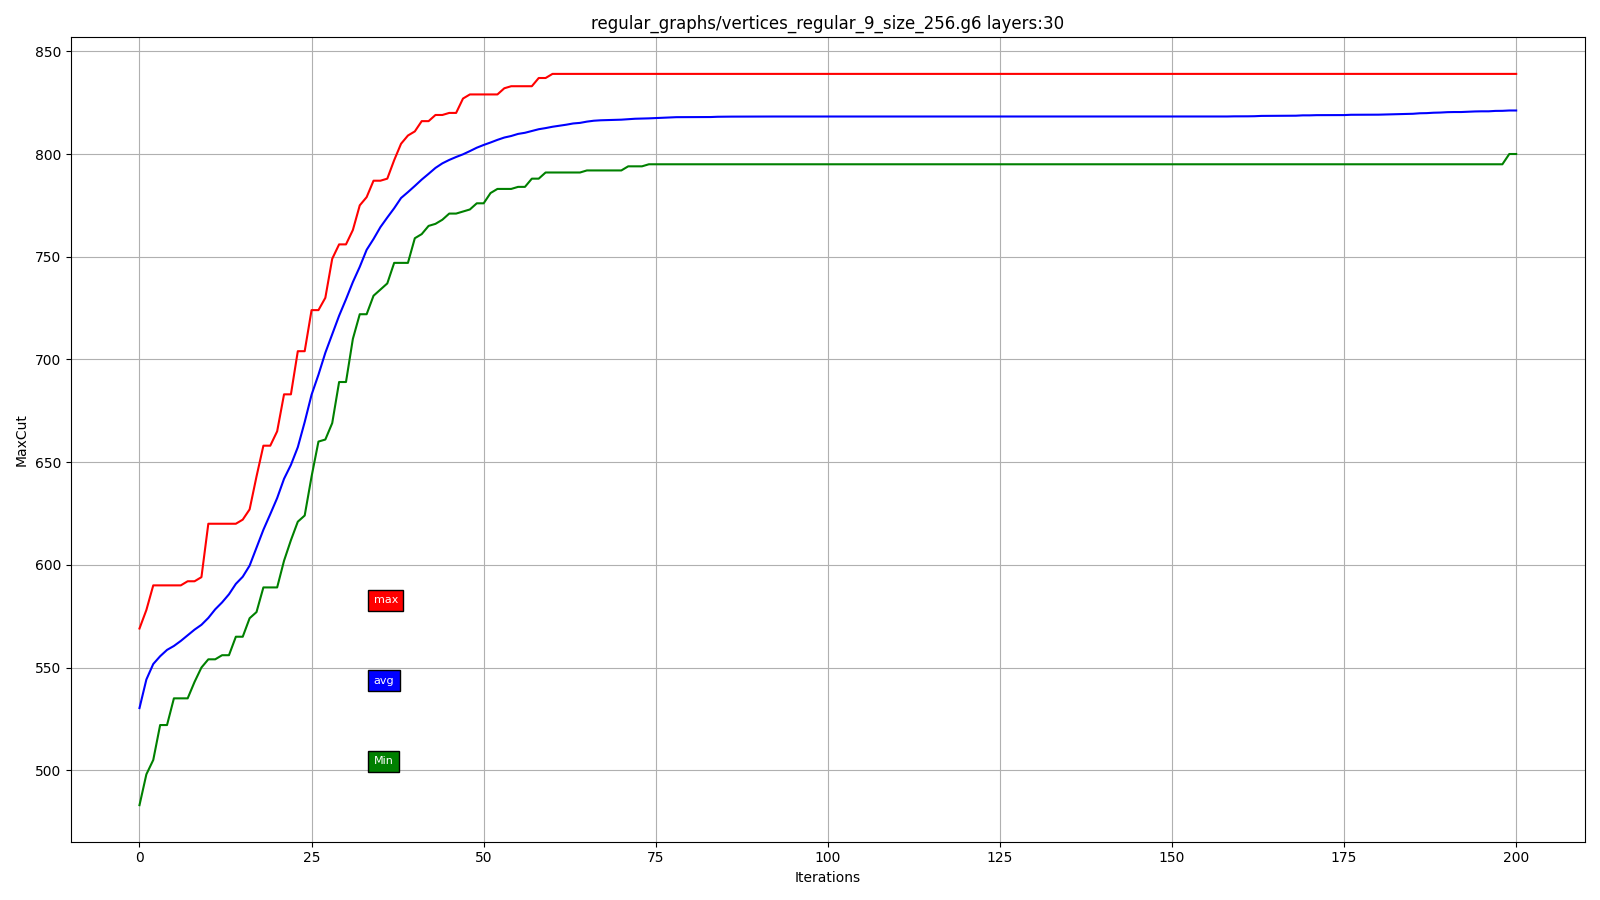 regular_graphs/vertices_regular_9_size_256.g6 layers:30
850
800
750
700
650
600
550
500
MaxCut
max
avg
Min
0 25 50 75 100 125 150 175 200
Iterations